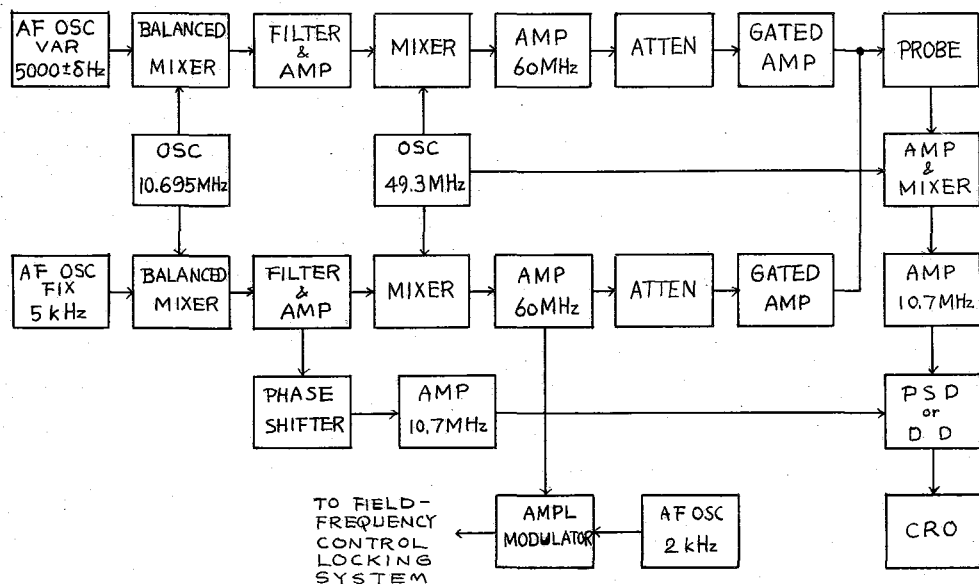 AF OSC
VAR
5000±δHz
BALANCED
MIXER
FILTER
&
AMP
MIXER
AMP
60MHz
ATTEN
GATED
AMP
PROBE
OSC
10.695MHz
OSC
49.3MHz
AMP
&
MIXER
AF OSC
FIX
5 kHz
BALANCED
MIXER
FILTER
&
AMP
MIXER
AMP
60MHz
ATTEN
GATED
AMP
AMP
10.7MHz
PHASE
SHIFTER
AMP
10.7MHz
PSD
or
D D
TO FIELD-
FREQUENCY
CONTROL
LOCKING
SYSTEM
AMPL
MODULATOR
AF OSC
2 kHz
CRO